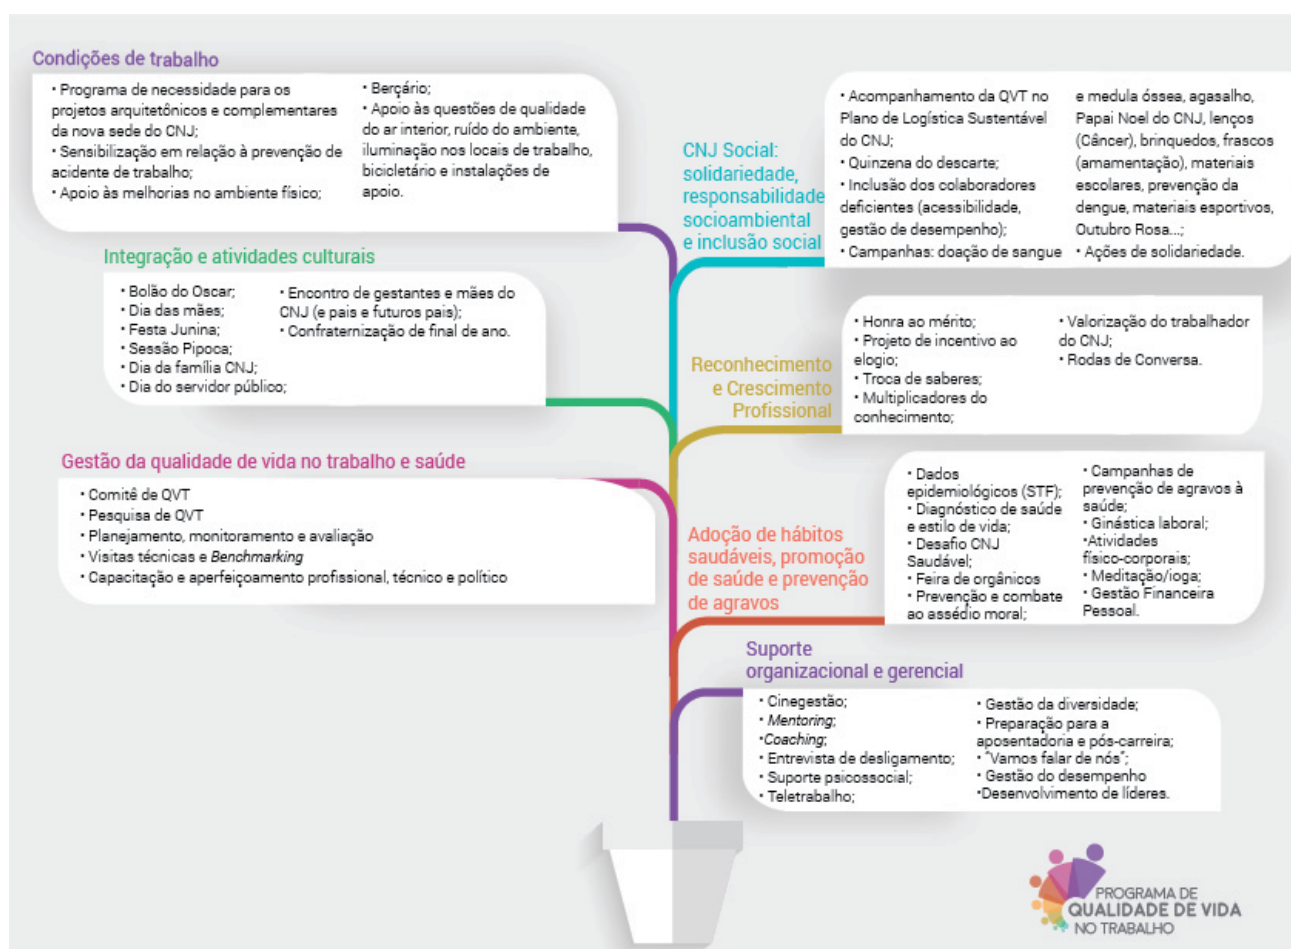 Condições de trabalho
• Programa de necessidade para os
projetos arquitetônicos e complementares
da nova sede do CNJ;
• Sensibilização em relação à prevenção de
acidente de trabalho;
• Apoio às melhorias no ambiente físico;
• Berçário;
• Apoio às questões de qualidade
do ar interior, ruído do ambiente,
iluminação nos locais de trabalho,
bicicletário e instalações de
apoio.
CNJ Social:
solidariedade,
responsabilidade
socioambiental
e inclusão social
• Acompanhamento da QVT no
Plano de Logística Sustentável
do CNJ;
• Quinzena do descarte;
• Inclusão dos colaboradores
deficientes (acessibilidade,
gestão de desempenho);
• Campanhas: doação de sangue
e medula óssea, agasalho,
Papai Noel do CNJ, lenços
(Câncer), brinquedos, frascos
(amamentação), materiais
escolares, prevenção da
dengue, materiais esportivos,
Outubro Rosa...;
• Ações de solidariedade.
Integração e atividades culturais
• Bolão do Oscar;
• Dia das mães;
• Festa Junina;
• Sessão Pipoca;
• Dia da família CNJ;
• Dia do servidor público;
• Encontro de gestantes e mães do
CNJ (e pais e futuros pais);
• Confraternização de final de ano.
Reconhecimento
e Crescimento
Profissional
• Honra ao mérito;
• Projeto de incentivo ao
elogio;
• Troca de saberes;
• Multiplicadores do
conhecimento;
• Valorização do trabalhador
do CNJ;
• Rodas de Conversa.
Gestão da qualidade de vida no trabalho e saúde
• Comitê de QVT
• Pesquisa de QVT
• Planejamento, monitoramento e avaliação
• Visitas técnicas e Benchmarking
• Capacitação e aperfeiçoamento profissional, técnico e político
Adoção de hábitos
saudáveis, promoção
de saúde e prevenção
de agravos
• Dados
epidemiológicos (STF);
• Diagnóstico de saúde
e estilo de vida;
• Desafio CNJ
Saudável;
• Feira de orgânicos
• Prevenção e combate
ao assédio moral;
• Campanhas de
prevenção de agravos à
saúde;
• Ginástica laboral;
•Atividades
físico-corporais;
• Meditação/ioga;
• Gestão Financeira
Pessoal.
Suporte
organizacional e gerencial
• Cinegestão;
• Mentoring;
•Coaching;
• Entrevista de desligamento;
• Suporte psicossocial;
• Teletrabalho;
• Gestão da diversidade;
• Preparação para a
aposentadoria e pós-carreira;
• "Vamos falar de nós";
• Gestão do desempenho
•Desenvolvimento de líderes.
PROGRAMA DE
QUALIDADE DE VIDA
NO TRABALHO